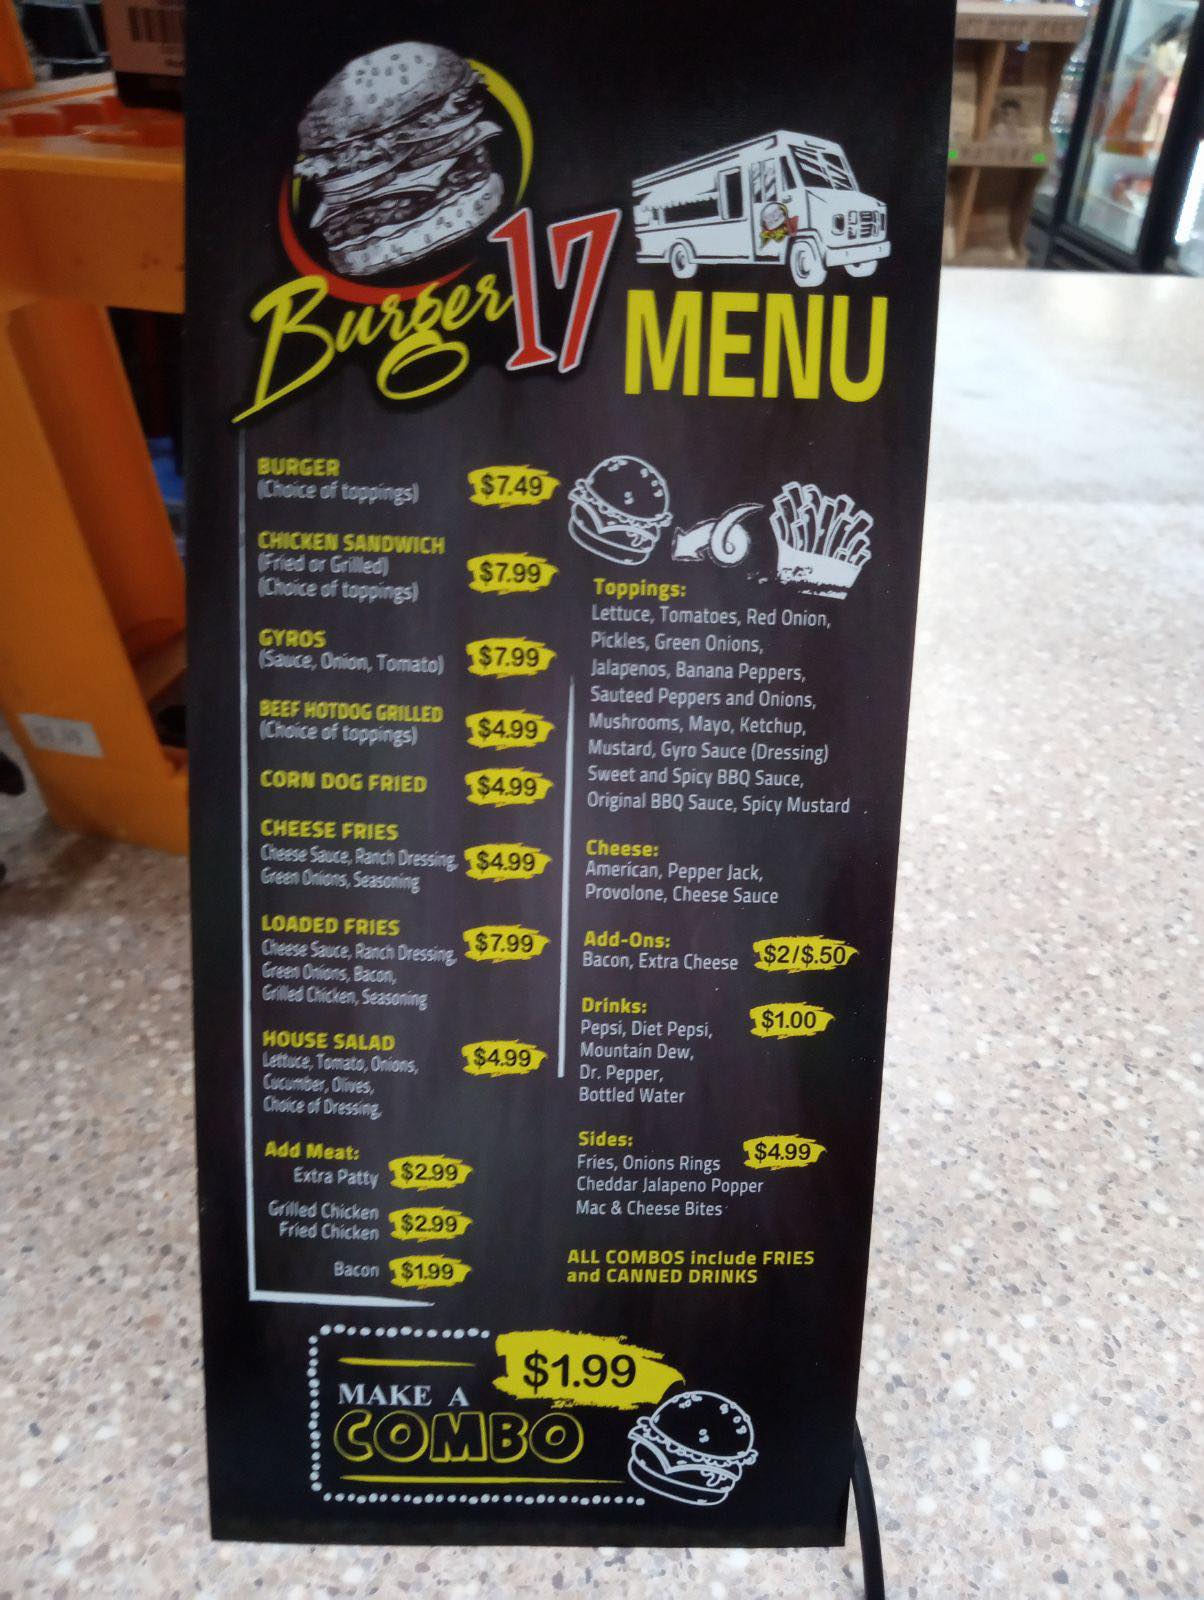 Burger 17
MENU
BURGER
(Choice of toppings)
$7.49
CHICKEN SANDWICH
(Fried or Grilled)
(Choice of toppings)
$7.99
GYROS
(Sauce, Onion, Tomato)
$7.99
BEEF HOTDOG GRILLED
(Choice of toppings)
$4.99
CORN DOG FRIED
$4.99
CHEESE FRIES
Cheese Sauce, Ranch Dressing,
Green Onions, Seasoning
$4.99
LOADED FRIES
Cheese Sauce, Ranch Dressing,
Green Onions, Bacon,
Grilled Chicken, Seasoning
$7.99
HOUSE SALAD
Lettuce, Tomato, Onions,
Cucumber, Olives,
Choice of Dressing,
$4.99
Add Meat:
Extra Patty $2.99
Grilled Chicken
Fried Chicken
$2.99
Bacon $1.99
Toppings:
Lettuce, Tomatoes, Red Onion,
Pickles, Green Onions,
Jalapenos, Banana Peppers,
Sauteed Peppers and Onions,
Mushrooms, Mayo, Ketchup,
Mustard, Gyro Sauce (Dressing)
Sweet and Spicy BBQ Sauce,
Original BBQ Sauce, Spicy Mustard
Cheese:
American, Pepper Jack,
Provolone, Cheese Sauce
Add-Ons:
Bacon, Extra Cheese
$2/$.50
Drinks:
Pepsi, Diet Pepsi,
Mountain Dew,
Dr. Pepper,
Bottled Water
$1.00
Sides:
Fries, Onions Rings
Cheddar Jalapeno Popper
Mac & Cheese Bites
$4.99
ALL COMBOS include FRIES
and CANNED DRINKS
MAKE A
COMBO
$1.99